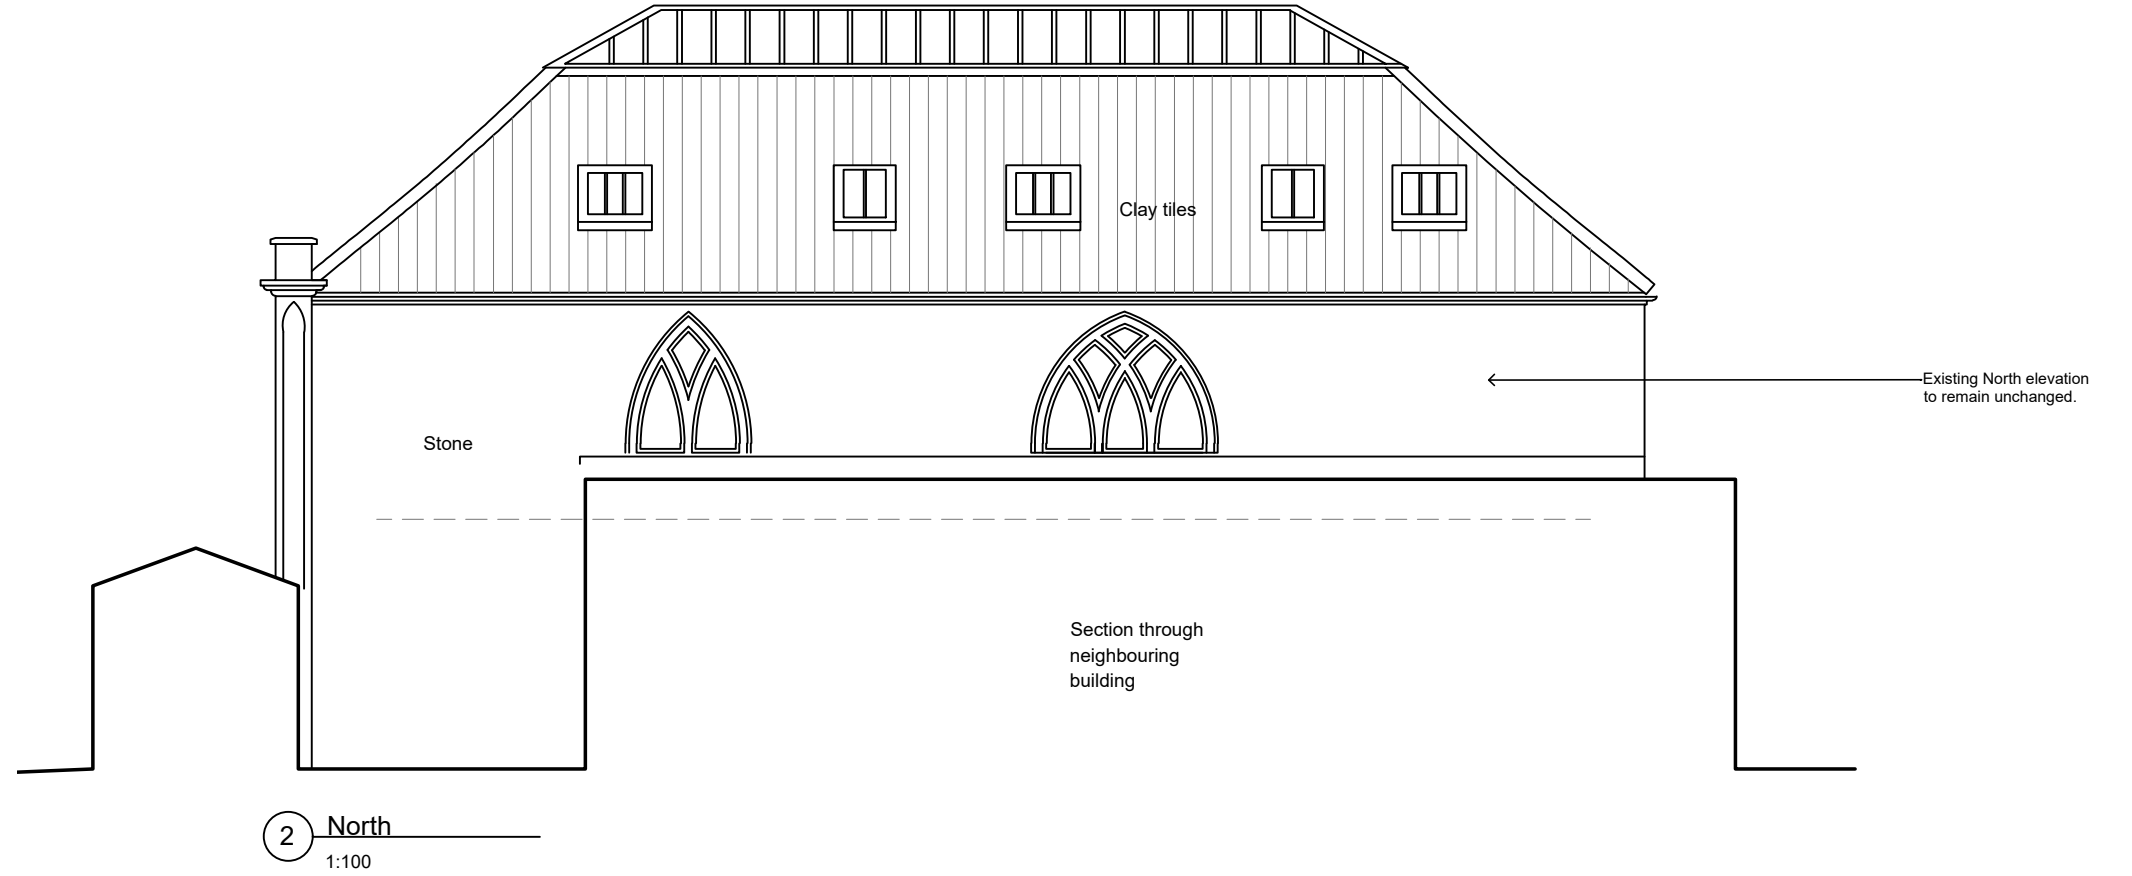 Clay tiles
Existing North elevation
to remain unchanged.
Stone
Section through
neighbouring
building
2
North
1:100